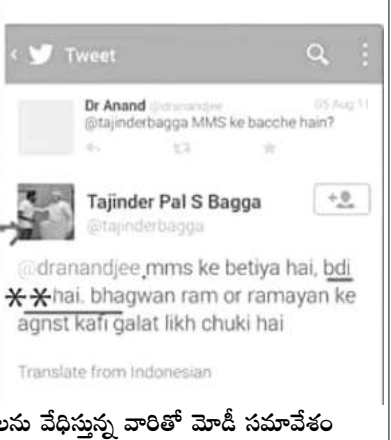 Tweet
Dr Anand @dranandjee 05 Aug 11
@tajinderbagga MMS ke bacche hain?
Tajinder Pal S Bagga
@tajinderbagga
@dranandjee mms ke betiya hai, bdi
**hai. bhagwan ram or ramayan ke
agnst kafi galat likh chuki hai
Translate from Indonesian
లను వేధిస్తున్న వారితో మోడీ సమావేశం